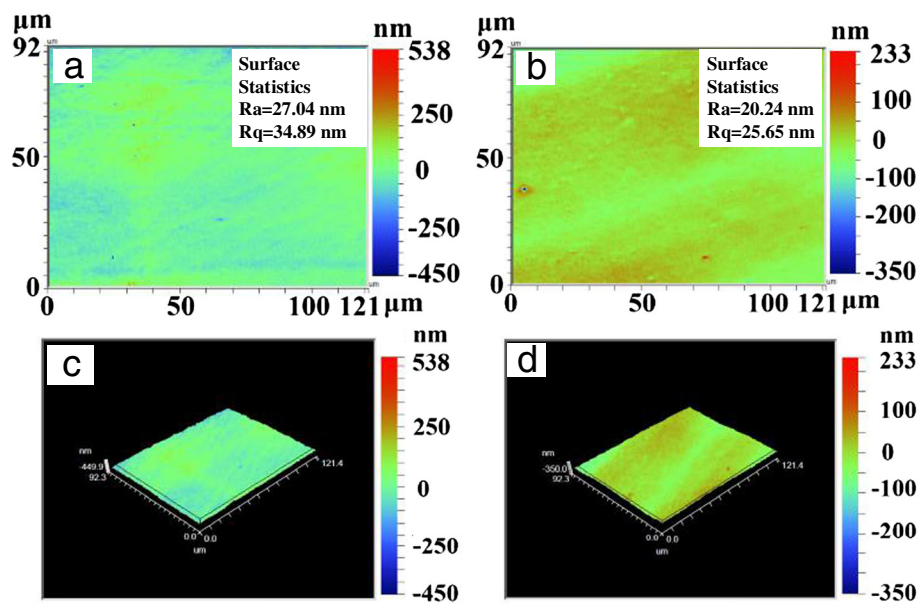 µm
nm
92
um
a
Surface
Statistics
Ra=27.04 nm
Rq=34.89 nm
538
250
0
-250
-450
50
0
um
0
50
100
121
µm
µm
nm
92
um
b
Surface
Statistics
Ra=20.24 nm
Rq=25.65 nm
233
100
0
-100
-200
-350
50
0
um
0
50
100
121
µm
c
nm
538
250
0
-250
-450
nm
-449.9
92.3
121.4
0.0
0.0
um
d
nm
233
100
0
-100
-200
-350
nm
-350.0
92.3
121.4
0.0
0.0
um